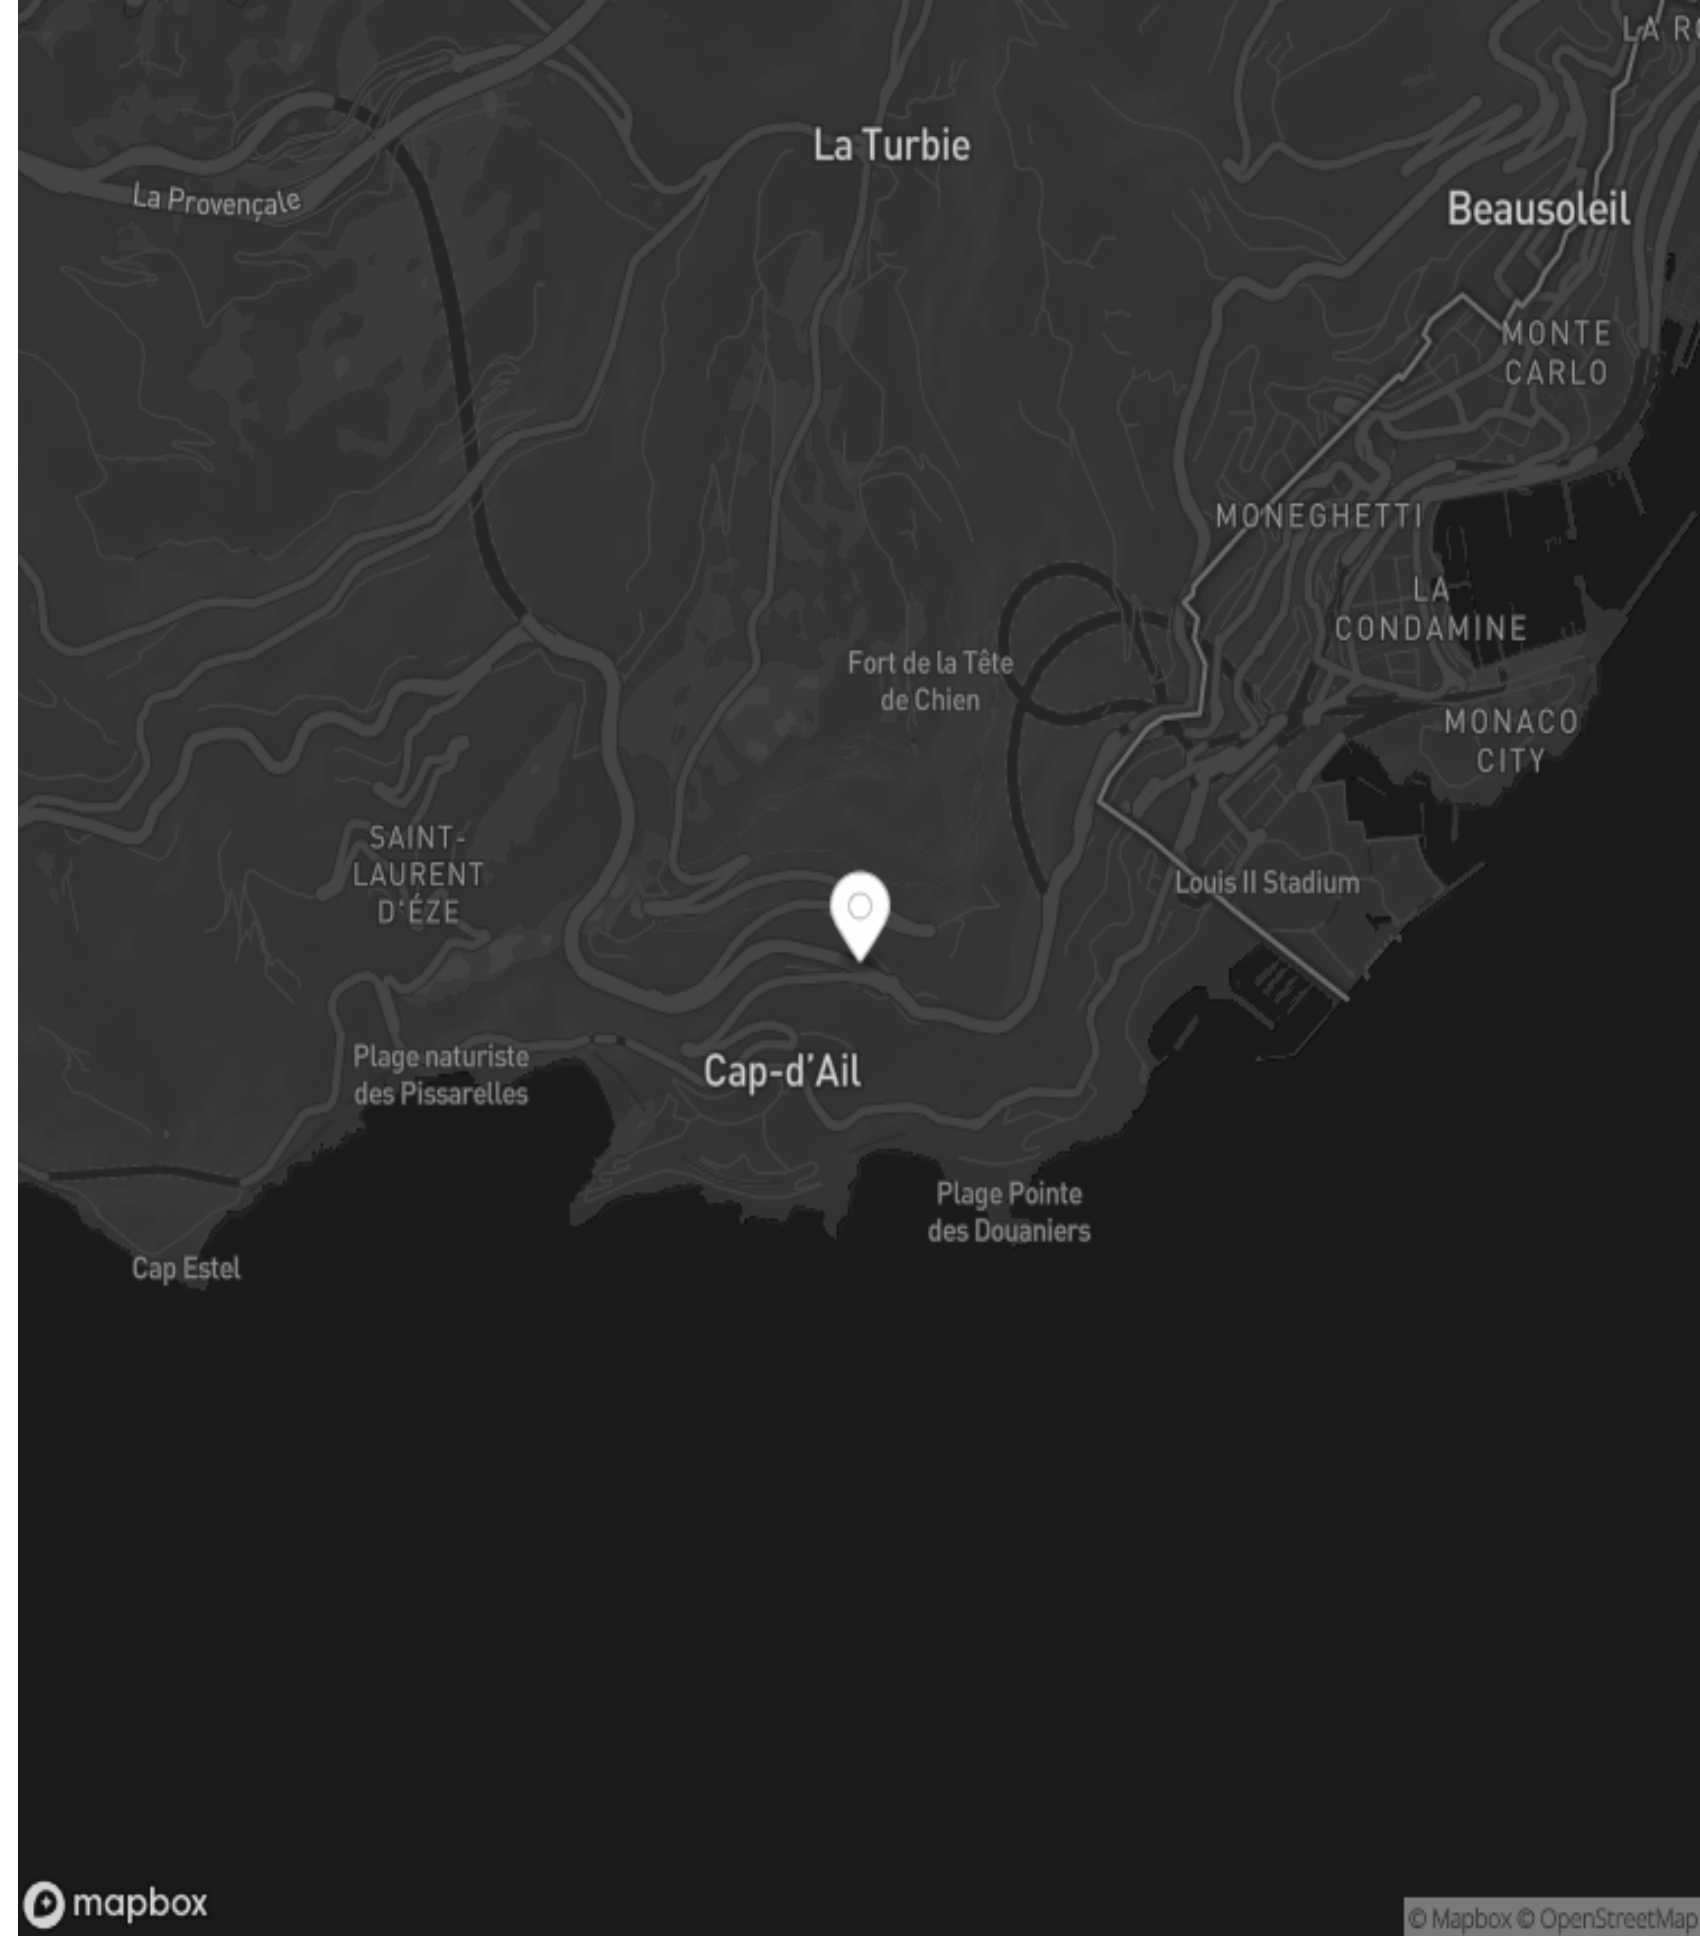 LA
La Turbie
La Provençale
Beausoleil
MONTE
CARLO
MONEGHETTI
LA
CONDAMINE
Fort de la Tête
de Chien
MONACO
CITY
SAINT-
LAURENT
D'ÉZE
Louis II Stadium
Plage naturiste
des Pissarelles
Cap-d'Ail
Plage Pointe
des Douaniers
Cap Estel
mapbox
© Mapbox © OpenStreetMap